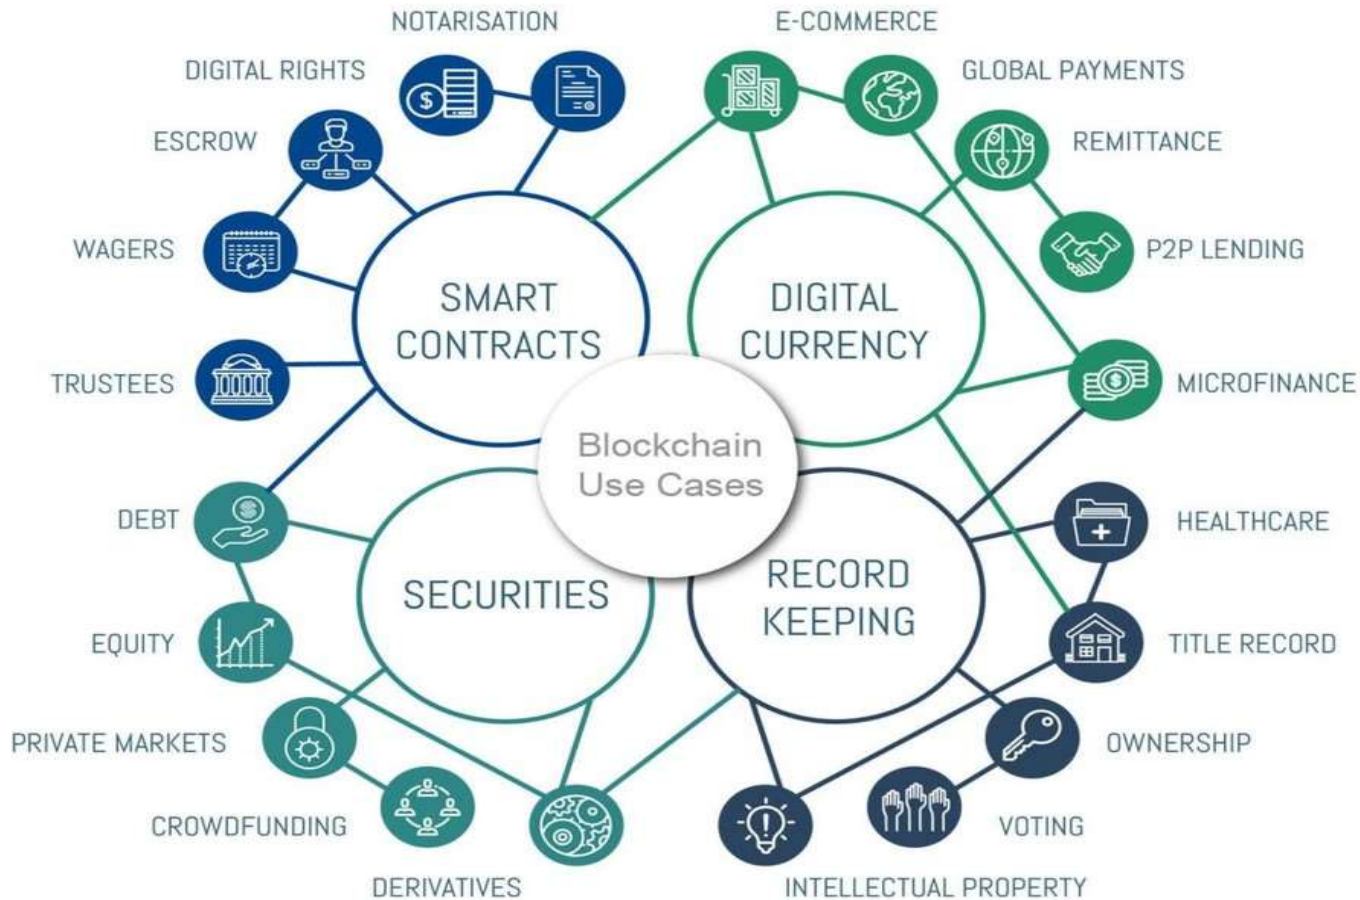 NOTARISATION
E-COMMERCE
DIGITAL RIGHTS
GLOBAL PAYMENTS
ESCROW
REMITTANCE
WAGERS
P2P LENDING
SMART
CONTRACTS
DIGITAL
CURRENCY
TRUSTEES
MICROFINANCE
Blockchain
Use Cases
DEBT
HEALTHCARE
SECURITIES
RECORD
KEEPING
EQUITY
TITLE RECORD
PRIVATE MARKETS
OWNERSHIP
CROWDFUNDING
VOTING
DERIVATIVES
INTELLECTUAL PROPERTY